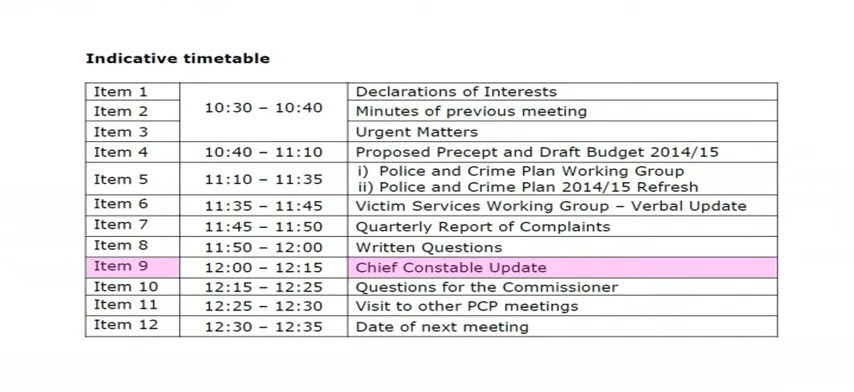 Indicative timetable
Item 1 Declarations of Interests
Item 2 10:30 – 10:40 Minutes of previous meeting
Item 3 Urgent Matters
Item 4 10:40 – 11:10 Proposed Precept and Draft Budget 2014/15
Item 5 11:10 – 11:35 i) Police and Crime Plan Working Group
ii) Police and Crime Plan 2014/15 Refresh
Item 6 11:35 – 11:45 Victim Services Working Group – Verbal Update
Item 7 11:45 – 11:50 Quarterly Report of Complaints
Item 8 11:50 – 12:00 Written Questions
Item 9 12:00 – 12:15 Chief Constable Update
Item 10 12:15 – 12:25 Questions for the Commissioner
Item 11 12:25 – 12:30 Visit to other PCP meetings
Item 12 12:30 – 12:35 Date of next meeting